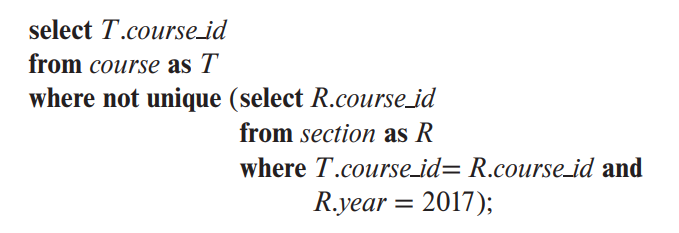 select T.course_id
from course as T
where not unique (select R.course_id
from section as R
where T.course_id= R.course_id and
R.year = 2017);